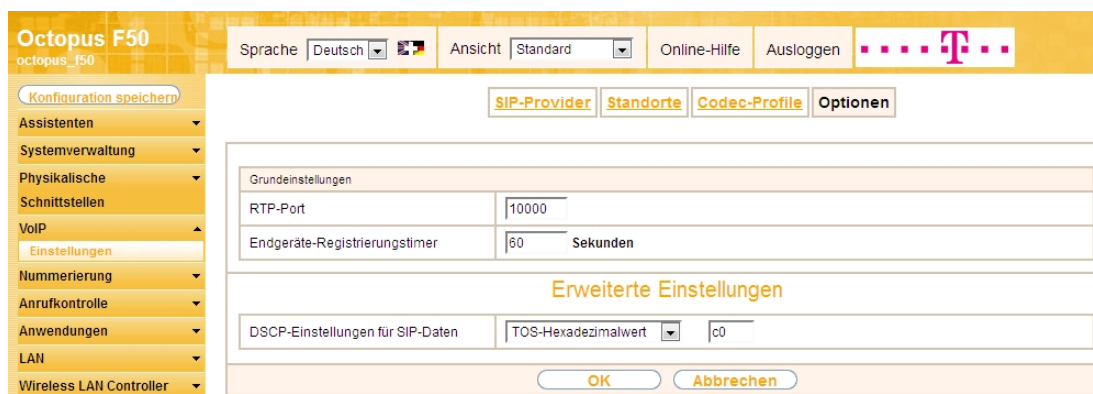 Octopus F50
octopus_f50
Sprache Deutsch
Ansicht Standard
Online-Hilfe
Ausloggen
T
Konfiguration speichern
Assistenten
Systemverwaltung
Physikalische
Schnittstellen
VoIP
Einstellungen
Nummerierung
Anrufkontrolle
Anwendungen
LAN
Wireless LAN Controller
SIP-Provider Standorte Codec-Profile Optionen
Grundeinstellungen
RTP-Port 10000
Endgeräte-Registrierungstimer 60 Sekunden
Erweiterte Einstellungen
DSCP-Einstellungen für SIP-Daten TOS-Hexadezimalwert c0
OK Abbrechen